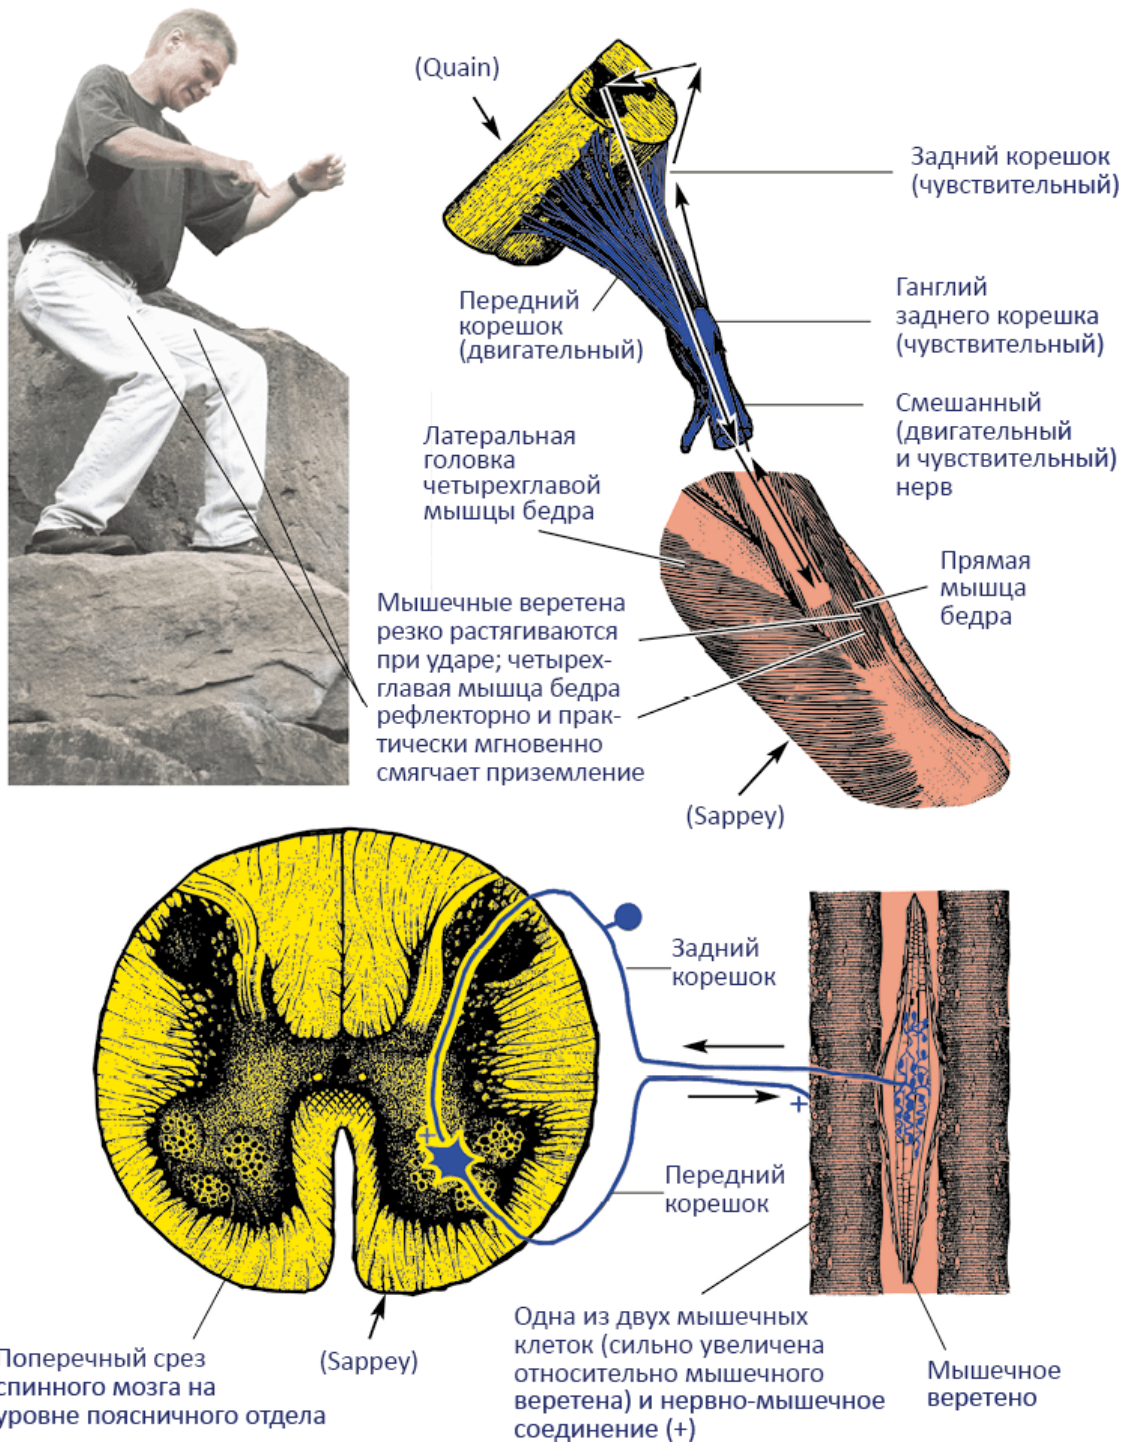 (Quain)
Задний корешок
(чувствительный)
Передний
корешок
(двигательный)
Ганглий
заднего корешка
(чувствительный)
Смешанный
(двигательный
и чувствительный)
нерв
Латеральная
головка
четырехглавой
мышцы бедра
Прямая
мышца
бедра
Мышечные веретена
резко растягиваются
при ударе; четырех-
главая мышца бедра
рефлекторно и прак-
тически мгновенно
смягчает приземление
(Sappey)
Задний
корешок
+
+
Передний
корешок
Поперечный срез
спинного мозга на
уровне поясничного отдела
(Sappey)
Одна из двух мышечных
клеток (сильно увеличена
относительно мышечного
веретена) и нервно-мышечное
соединение (+)
Мышечное
веретено